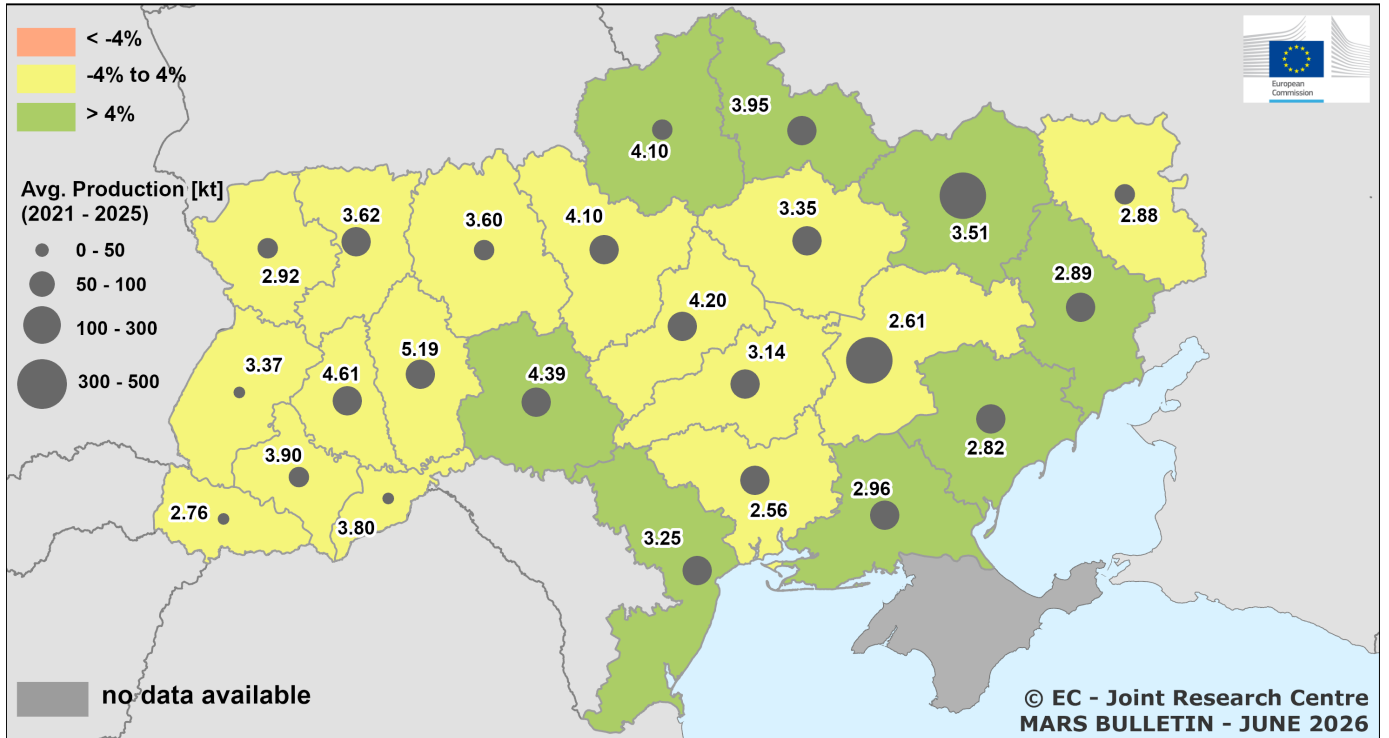 < -4%
-4% to 4%
> 4%
Avg. Production [kt]
(2021 - 2025)
0 - 50
50 - 100
100 - 300
300 - 500
no data available
European
Commission
3.95
4.10
3.62
3.60
4.10
3.35
3.51
2.88
2.92
2.89
4.20
2.61
3.37
4.61
5.19
4.39
3.14
2.82
3.90
2.76
3.80
2.56
2.96
3.25
© EC - Joint Research Centre
MARS BULLETIN - JUNE 2026